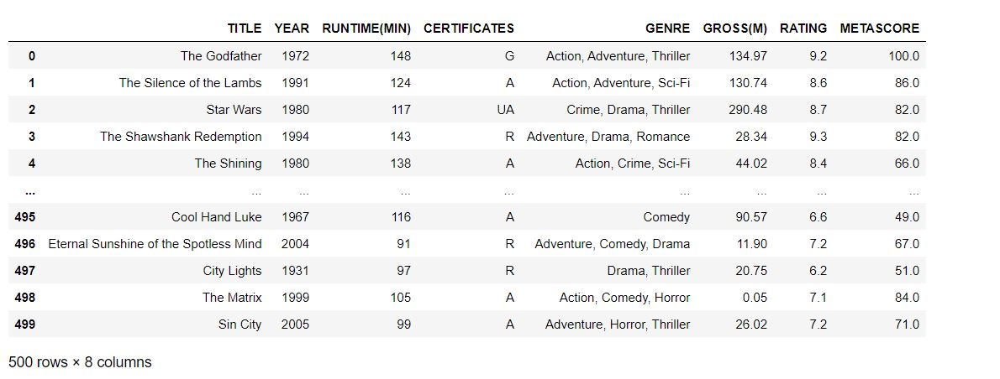 TITLE YEAR RUNTIME(MIN) CERTIFICATES GENRE GROSS(M) RATING METASCORE
0 The Godfather 1972 148 G Action, Adventure, Thriller 134.97 9.2 100.0
1 The Silence of the Lambs 1991 124 A Action, Adventure, Sci-Fi 130.74 8.6 86.0
2 Star Wars 1980 117 UA Crime, Drama, Thriller 290.48 8.7 82.0
3 The Shawshank Redemption 1994 143 R Adventure, Drama, Romance 28.34 9.3 82.0
4 The Shining 1980 138 A Action, Crime, Sci-Fi 44.02 8.4 66.0
... ... ... ... ... ... ... ... ...
495 Cool Hand Luke 1967 116 A Comedy 90.57 6.6 49.0
496 Eternal Sunshine of the Spotless Mind 2004 91 R Adventure, Comedy, Drama 11.90 7.2 67.0
497 City Lights 1931 97 R Drama, Thriller 20.75 6.2 51.0
498 The Matrix 1999 105 A Action, Comedy, Horror 0.05 7.1 84.0
499 Sin City 2005 99 A Adventure, Horror, Thriller 26.02 7.2 71.0
500 rows × 8 columns